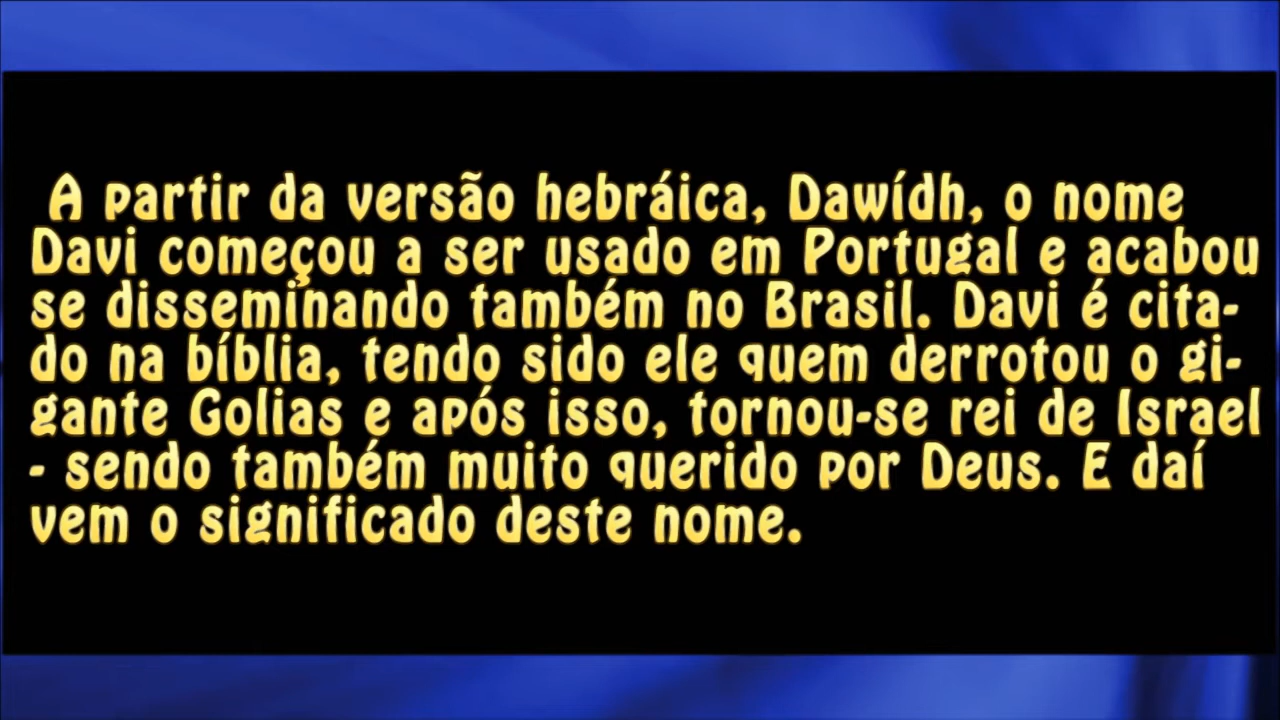 A partir da versão hebráica, Dawídh, o nome
Davi começou a ser usado em Portugal e acabou
se disseminando também no Brasil. Davi é cita-
do na bíblia, tendo sido ele quem derrotou o gi-
gante Golias e após isso, tornou-se rei de Israel
- sendo também muito querido por Deus. E daí
vem o significado deste nome.